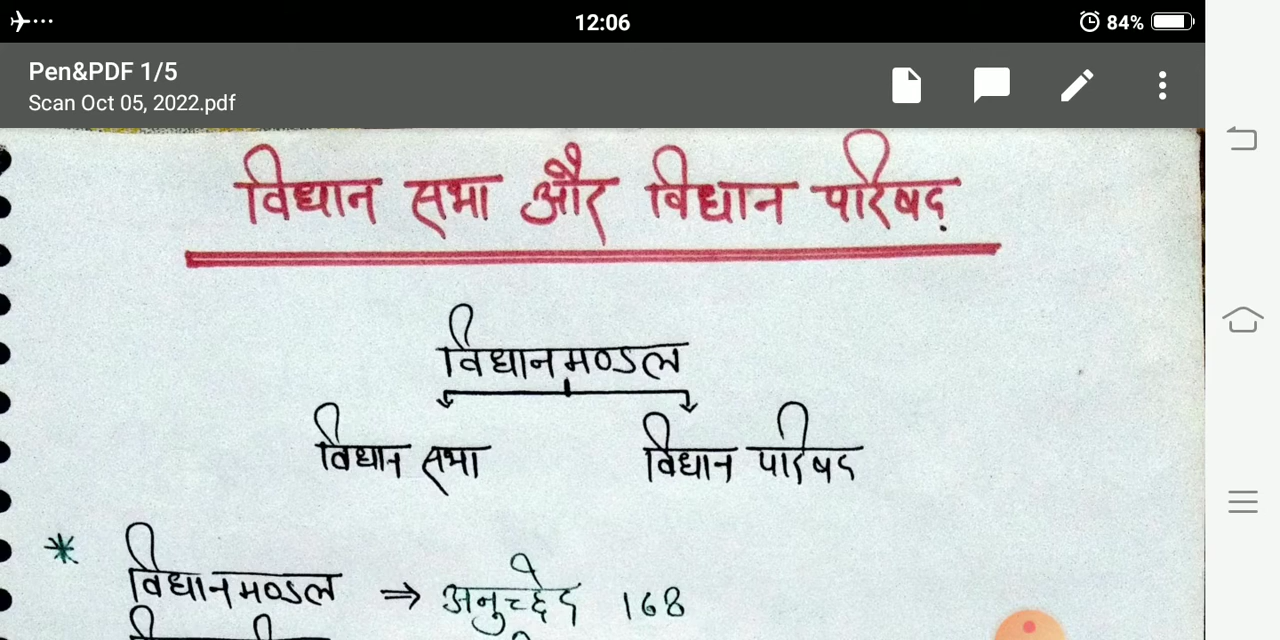 12:06
84%
Pen&PDF 1/5
Scan Oct 05, 2022.pdf
विधान सभा और विधान परिषद्
विधानमण्डल
विधान सभा विधान परिषद
* विधानमण्डल ⇒ अनुच्छेद 168